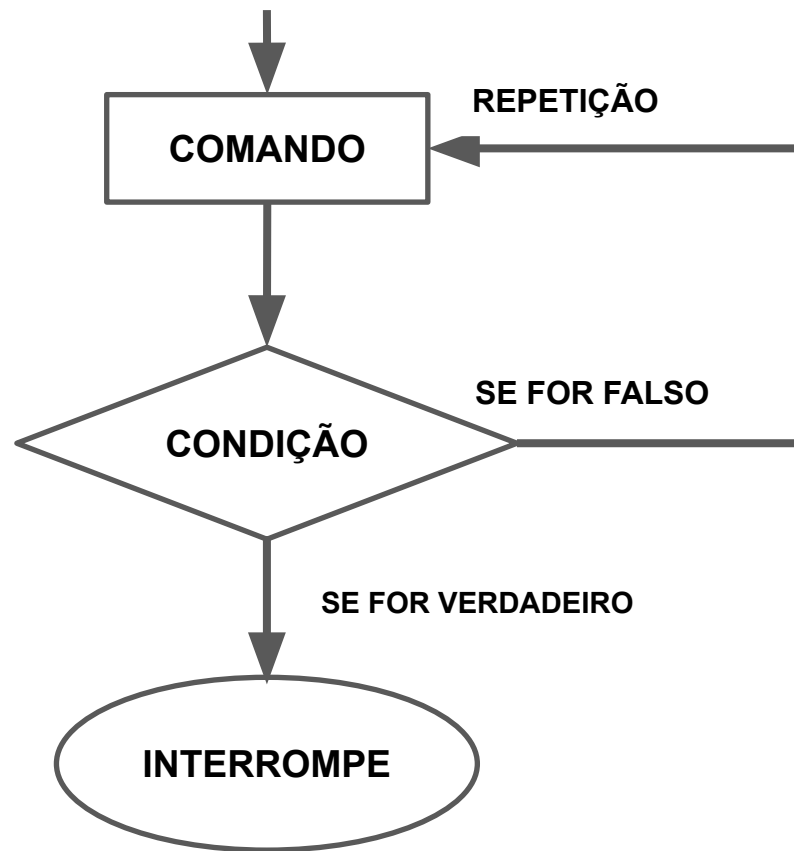 REPETIÇÃO
COMANDO
SE FOR FALSO
CONDIÇÃO
SE FOR VERDADEIRO
INTERROMPE